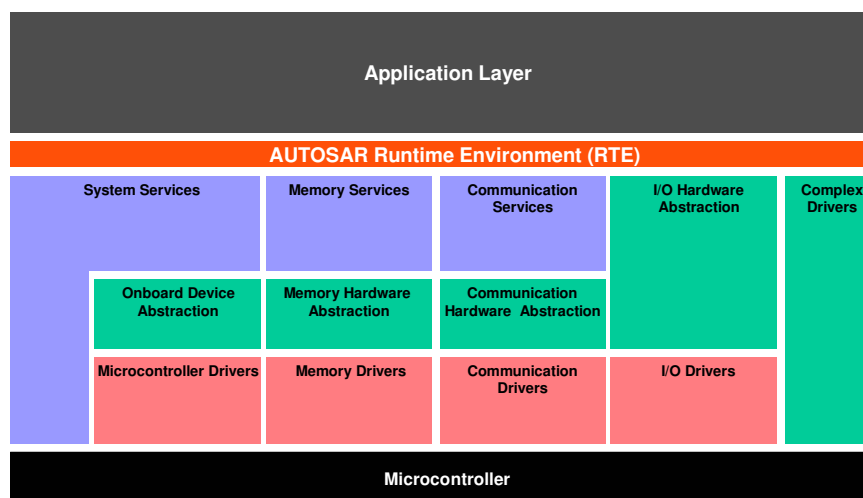 Application Layer
AUTOSAR Runtime Environment (RTE)
System Services
Memory Services
Communication
Services
I/O Hardware
Abstraction
Complex
Drivers
Onboard Device
Abstraction
Memory Hardware
Abstraction
Communication
Hardware Abstraction
Microcontroller Drivers
Memory Drivers
Communication
Drivers
I/O Drivers
Microcontroller